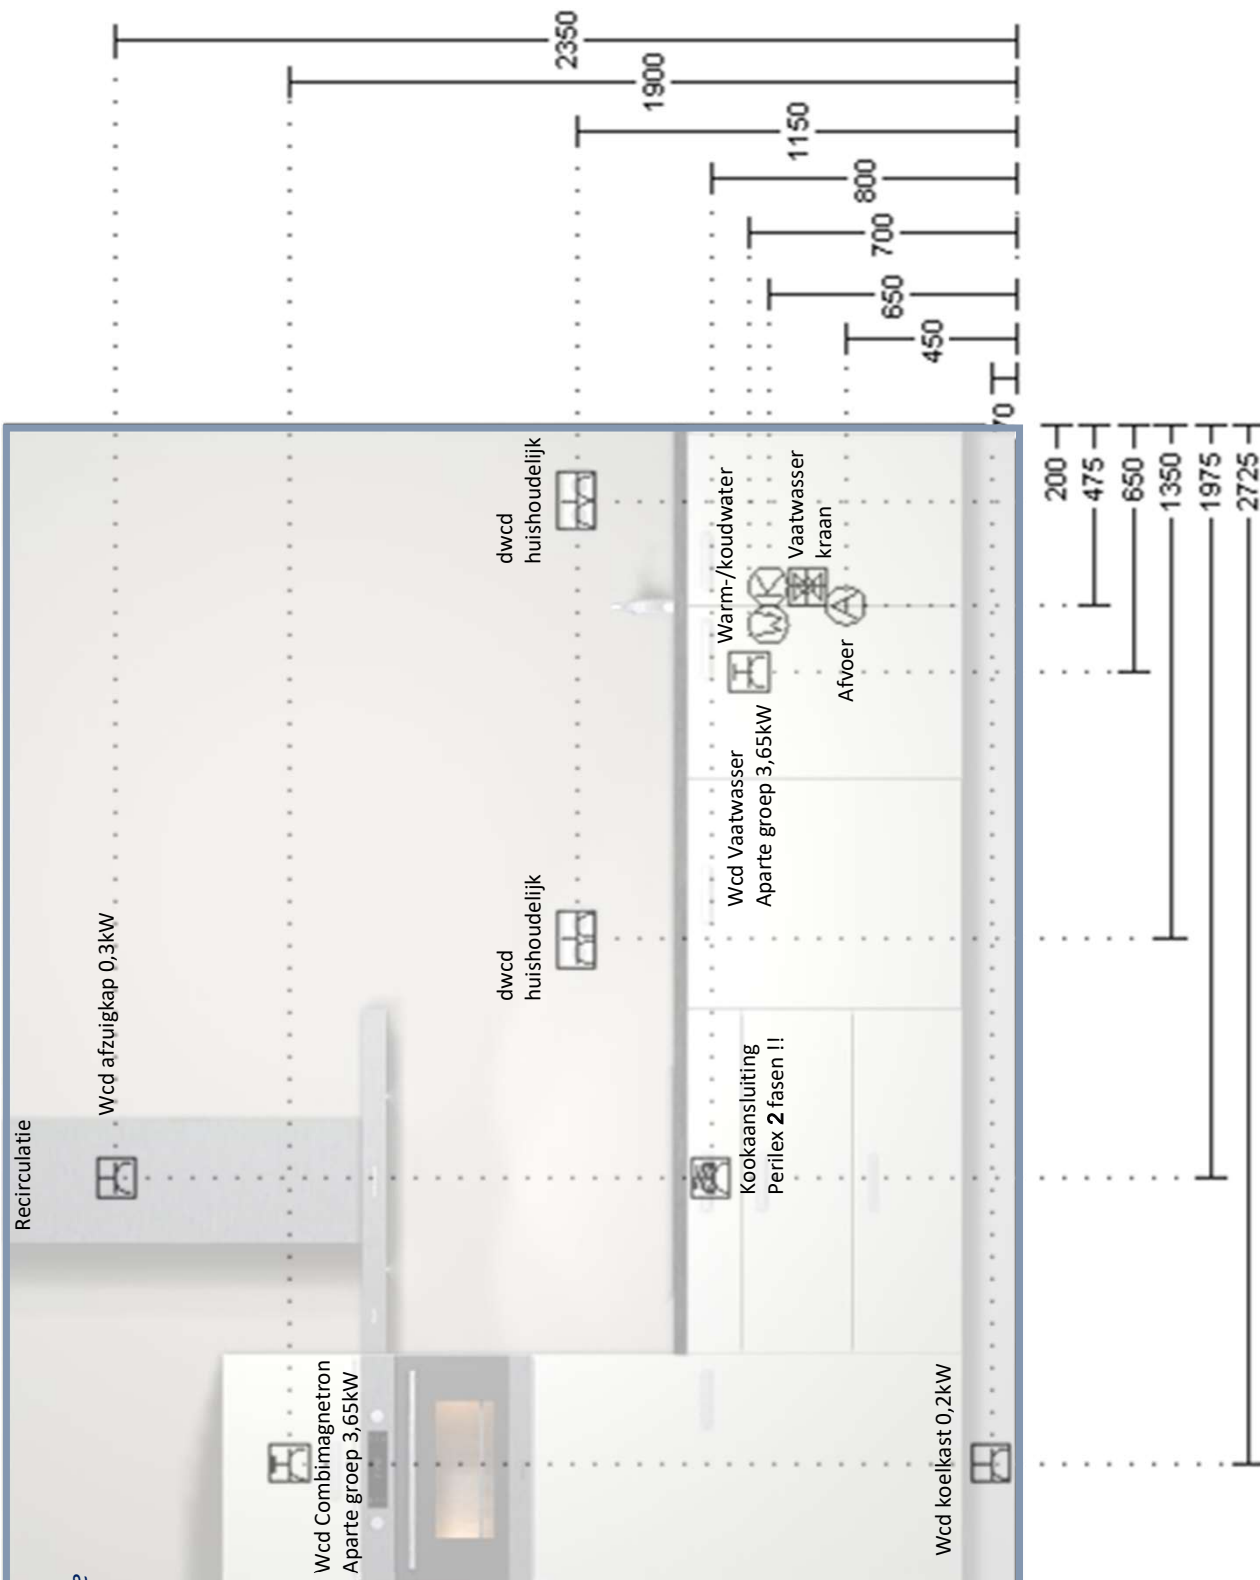 Recirculatie
Wcd afzuigkap 0,3kW
Wcd Combimagnetron
Aparte groep 3,65kW
dwcd
huishoudelijk
dwcd
huishoudelijk
Kookaansluiting
Perilex 2 fasen !!
Wcd Vaatwasser
Aparte groep 3,65kW
Warm-/koudwater
W
K
Vaatwasser
kraan
A
Afvoer
Wcd koelkast 0,2kW
2350
1900
1150
800
700
650
450
70
200
475
650
1350
1975
2725